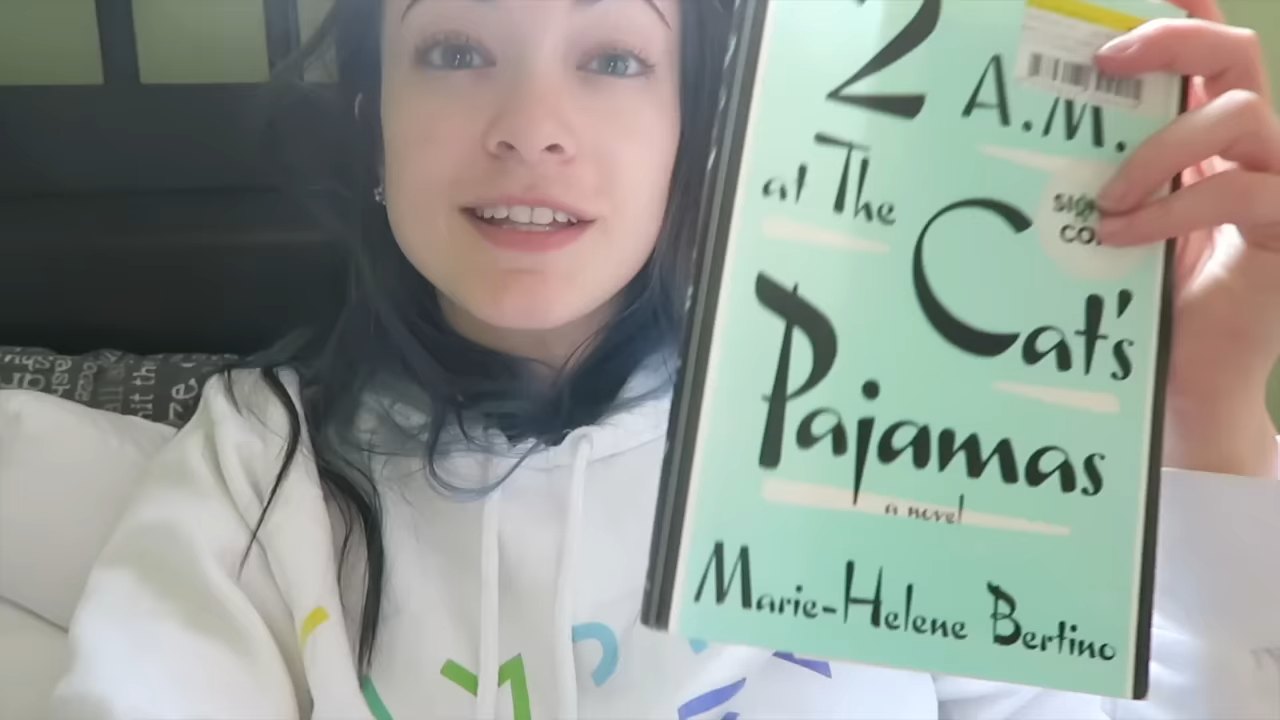 2 A.M.
at The
Cat's
Pajamas
a novel
Marie-Helene Bertino